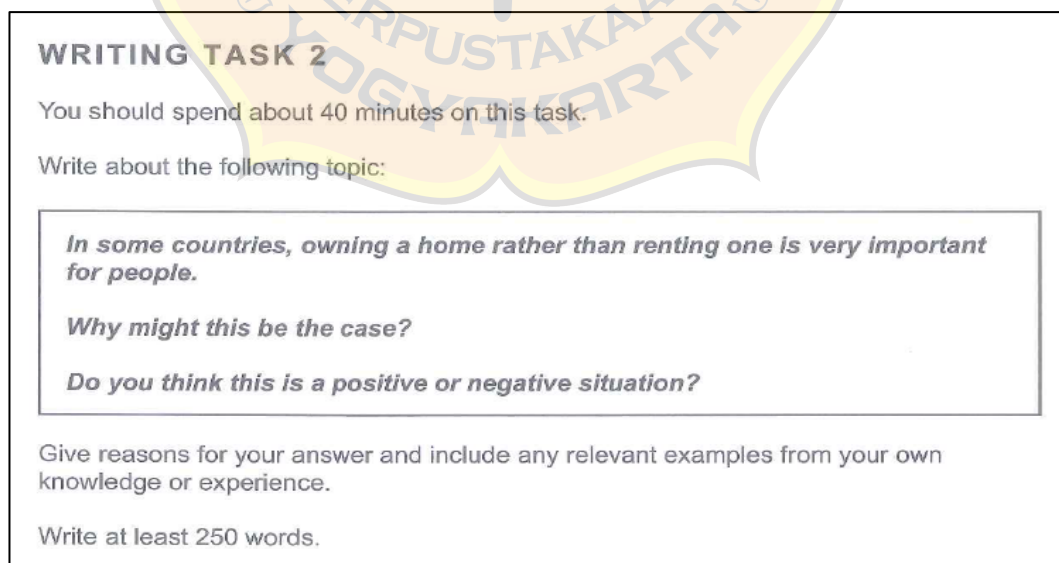 ERPUSTAKAA
YOGYAKARTA
WRITING TASK 2
You should spend about 40 minutes on this task.
Write about the following topic:
In some countries, owning a home rather than renting one is very important
for people.
Why might this be the case?
Do you think this is a positive or negative situation?
Give reasons for your answer and include any relevant examples from your own
knowledge or experience.
Write at least 250 words.